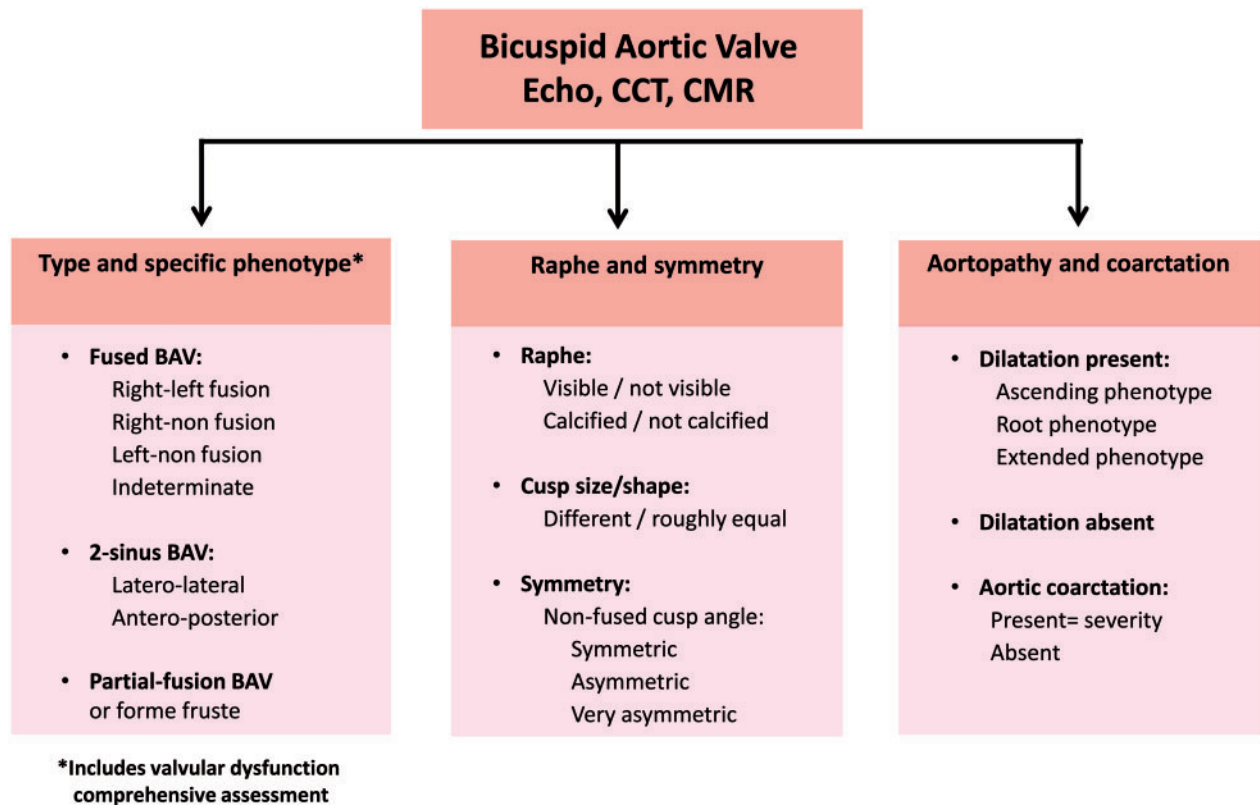 Bicuspid Aortic Valve
Echo, CCT, CMR
Type and specific phenotype*
• Fused BAV:
Right-left fusion
Right-non fusion
Left-non fusion
Indeterminate
• 2-sinus BAV:
Latero-lateral
Antero-posterior
• Partial-fusion BAV
or forme fruste
*Includes valvular dysfunction
comprehensive assessment
Raphe and symmetry
• Raphe:
Visible / not visible
Calcified / not calcified
• Cusp size/shape:
Different / roughly equal
• Symmetry:
Non-fused cusp angle:
Symmetric
Asymmetric
Very asymmetric
Aortopathy and coarctation
• Dilatation present:
Ascending phenotype
Root phenotype
Extended phenotype
• Dilatation absent
• Aortic coarctation:
Present= severity
Absent